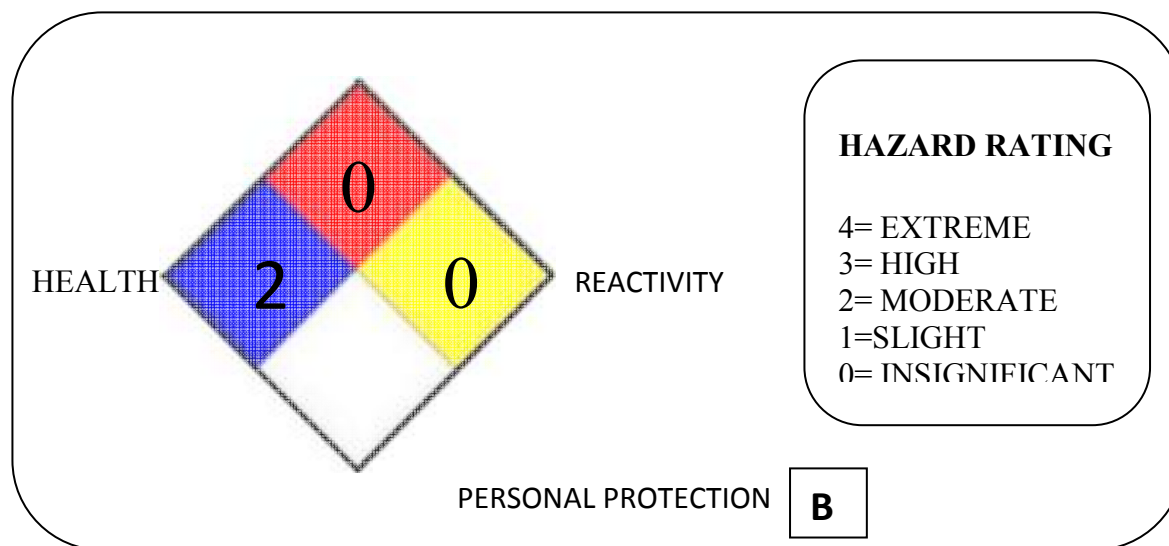 0
HEALTH 2 0 REACTIVITY
PERSONAL PROTECTION B
HAZARD RATING
4= EXTREME
3= HIGH
2= MODERATE
1=SLIGHT
0= INSIGNIFICANT